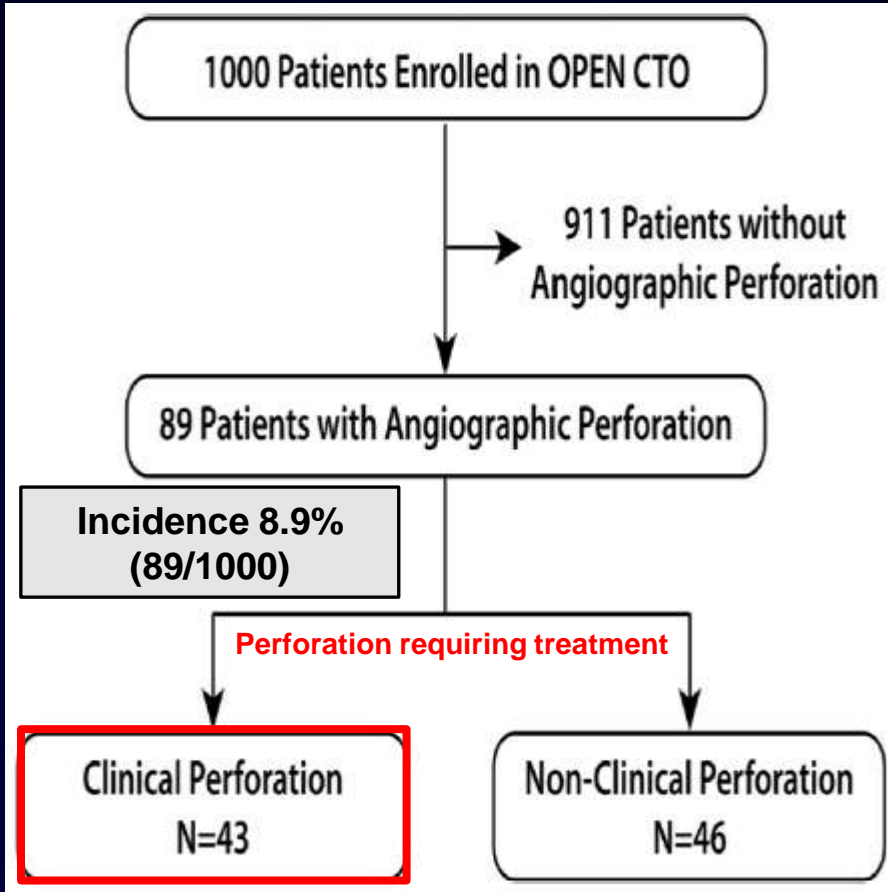 1000 Patients Enrolled in OPEN CTO
911 Patients without
Angiographic Perforation
89 Patients with Angiographic Perforation
Incidence 8.9%
(89/1000)
Perforation requiring treatment
Clinical Perforation
N=43
Non-Clinical Perforation
N=46